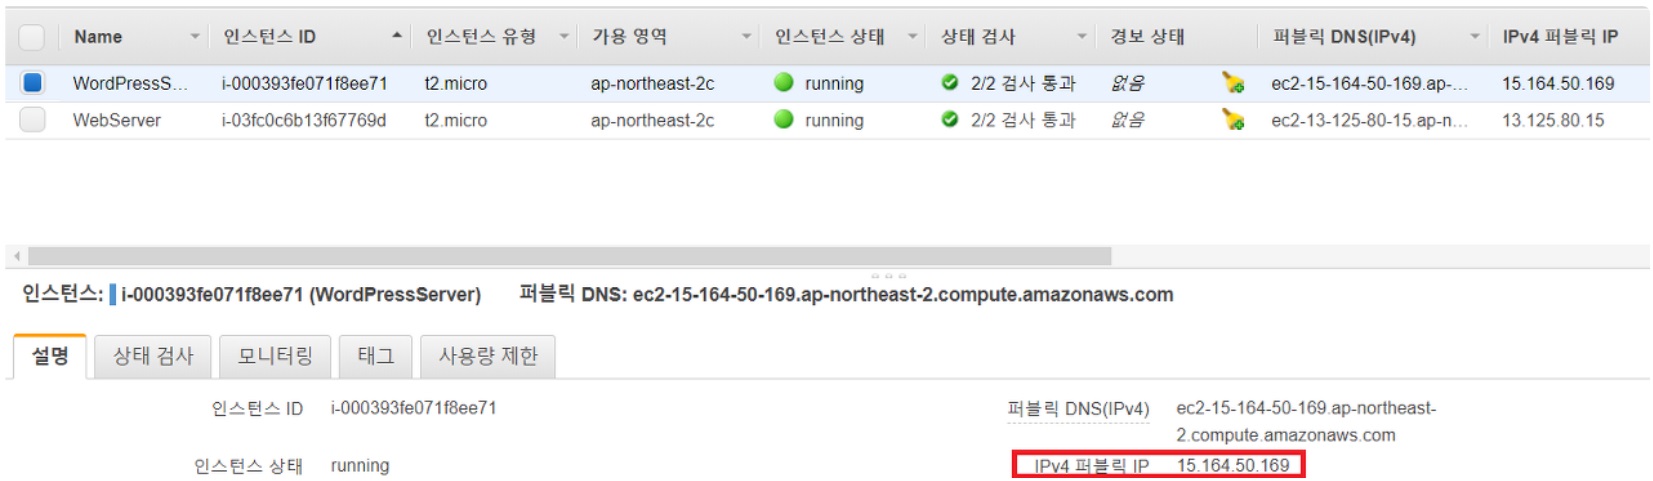 Name 인스턴스 ID 인스턴스 유형 가용 영역 인스턴스 상태 상태 검사 경보 상태 퍼블릭 DNS(IPv4) IPv4 퍼블릭 IP
WordPressS... i-000393fe071f8ee71 t2.micro ap-northeast-2c running 2/2 검사 통과 없음 ec2-15-164-50-169.ap-... 15.164.50.169
WebServer i-03fc0c6b13f67769d t2.micro ap-northeast-2c running 2/2 검사 통과 없음 ec2-13-125-80-15.ap-n... 13.125.80.15
인스턴스: i-000393fe071f8ee71 (WordPressServer) 퍼블릭 DNS: ec2-15-164-50-169.ap-northeast-2.compute.amazonaws.com
설명 상태 검사 모니터링 태그 사용량 제한
인스턴스 ID i-000393fe071f8ee71 퍼블릭 DNS(IPv4) ec2-15-164-50-169.ap-northeast-
2.compute.amazonaws.com
인스턴스 상태 running IPv4 퍼블릭 IP 15.164.50.169